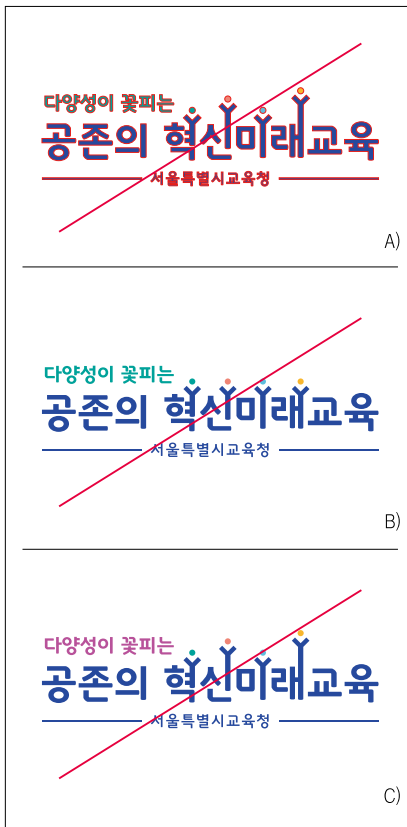 다양성이 꽃피는
공존의 혁신미래교육
서울특별시교육청
A)
다양성이 꽃피는
공존의 혁신미래교육
서울특별시교육청
B)
다양성이 꽃피는
공존의 혁신미래교육
서울특별시교육청
C)